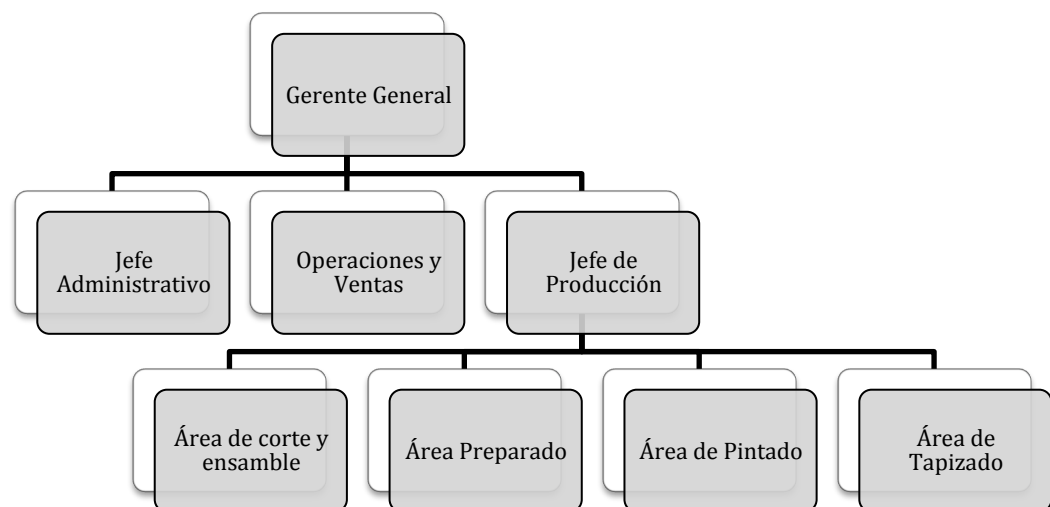 Gerente General
Jefe
Administrativo
Operaciones y
Ventas
Jefe de
Producción
Área de corte y
ensamble
Área Preparado
Área de Pintado
Área de
Tapizado